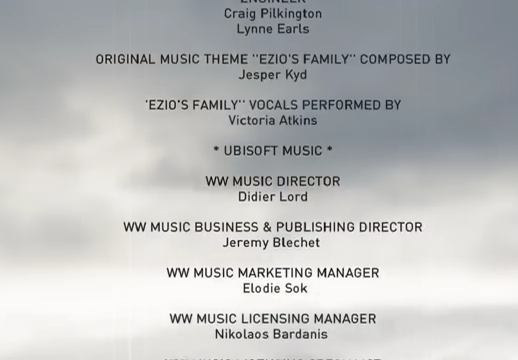 ENGINEER
Craig Pilkington
Lynne Earls
ORIGINAL MUSIC THEME "EZIO'S FAMILY" COMPOSED BY
Jesper Kyd
'EZIO'S FAMILY" VOCALS PERFORMED BY
Victoria Atkins
* UBISOFT MUSIC *
WW MUSIC DIRECTOR
Didier Lord
WW MUSIC BUSINESS & PUBLISHING DIRECTOR
Jeremy Blechet
WW MUSIC MARKETING MANAGER
Elodie Sok
WW MUSIC LICENSING MANAGER
Nikolaos Bardanis